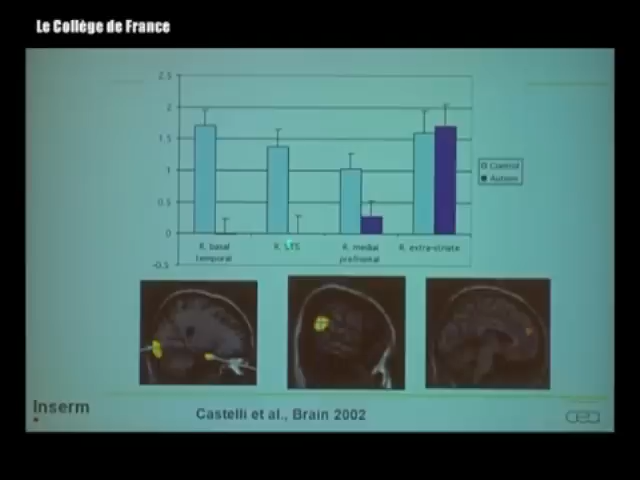 Le Collège de France
2.5
2
1.5
1
0.5
0
-0.5
Control
Autism
R. basal temporal
R. STS
R. medial prefrontal
R. extra-striate
Inserm
Castelli et al., Brain 2002
cea